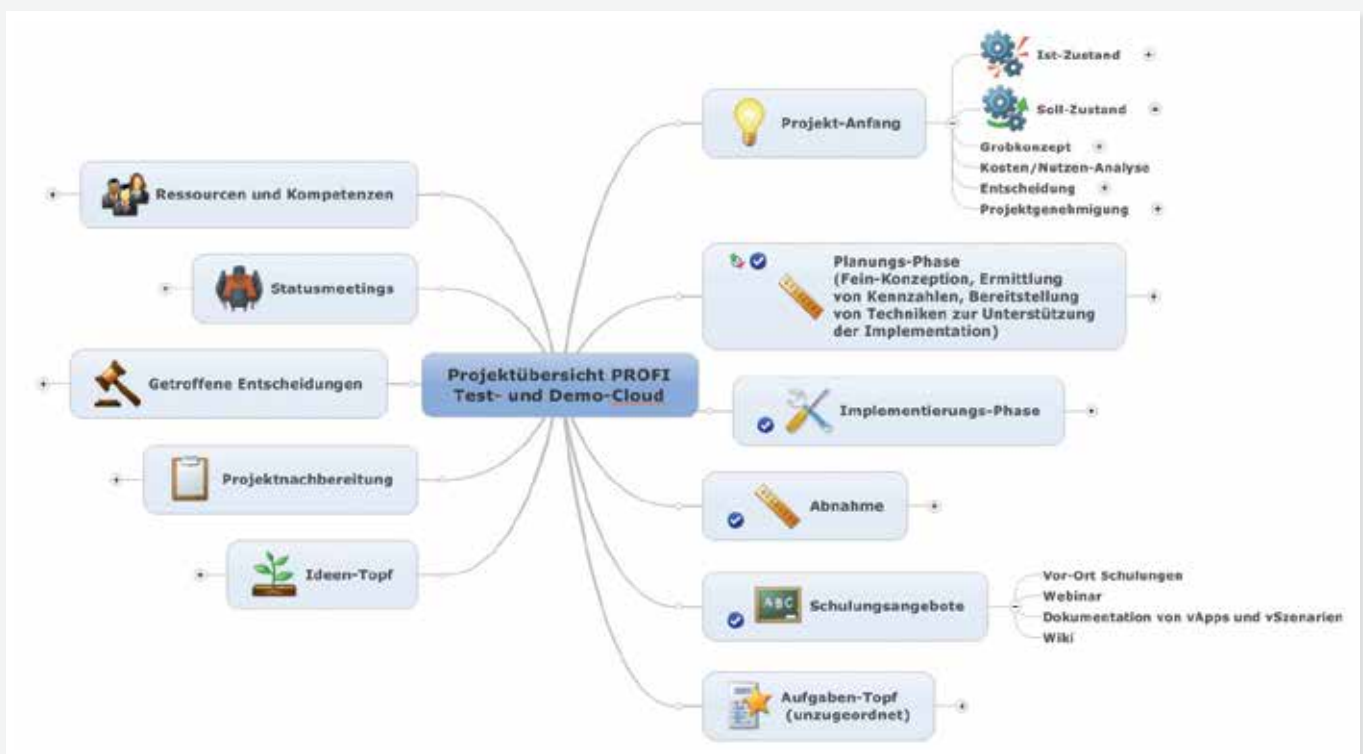 Projektübersicht PROFI
Test- und Demo-Cloud
Projekt-Anfang
Ist-Zustand
Soll-Zustand
Grobkonzept
Kosten/Nutzen-Analyse
Entscheidung
Projektgenehmigung
Planungs-Phase
(Fein-Konzeption, Ermittlung
von Kennzahlen, Bereitstellung
von Techniken zur Unterstützung
der Implementation)
Implementierungs-Phase
Abnahme
ABC
Schulungsangebote
Vor-Ort Schulungen
Webinar
Dokumentation von vApps und vSzenarien
Wiki
Aufgaben-Topf
(unzugeordnet)
Ressourcen und Kompetenzen
Statusmeetings
Getroffene Entscheidungen
Projektnachbereitung
Ideen-Topf